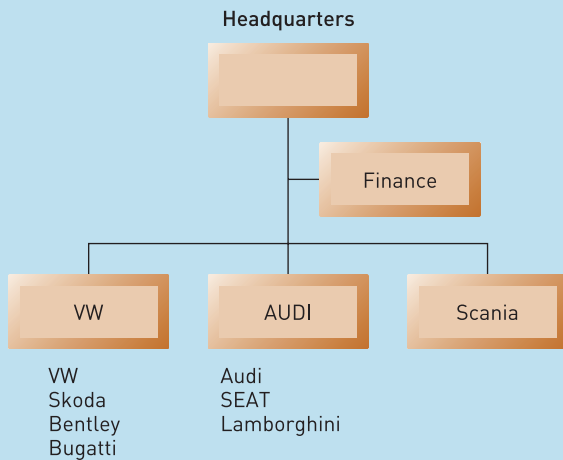 Headquarters
Finance
VW
AUDI
Scania
VW
Skoda
Bentley
Bugatti
Audi
SEAT
Lamborghini